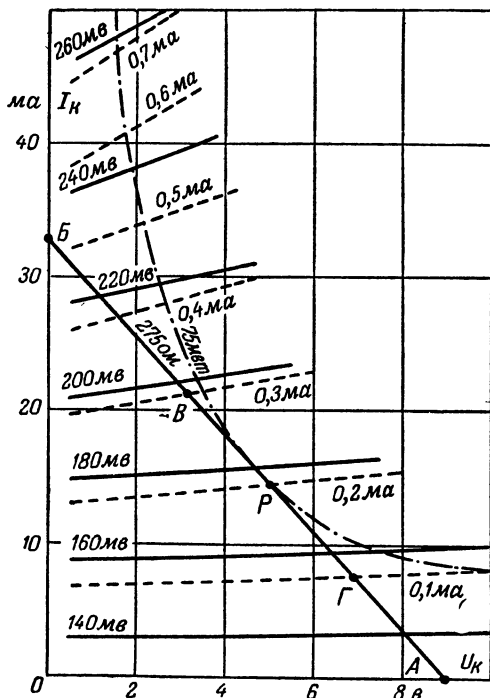 260мв
0,7ма
ма Iк
0,6ма
40
240мв
0,5ма
Б
30
220мв
0,4ма
275ом
75мвт
200мв
0,3ма
20
В
180мв
Р
0,2ма
10
160мв
Г
0,1ма
140мв
А
Uк
0
2
4
6
8 в